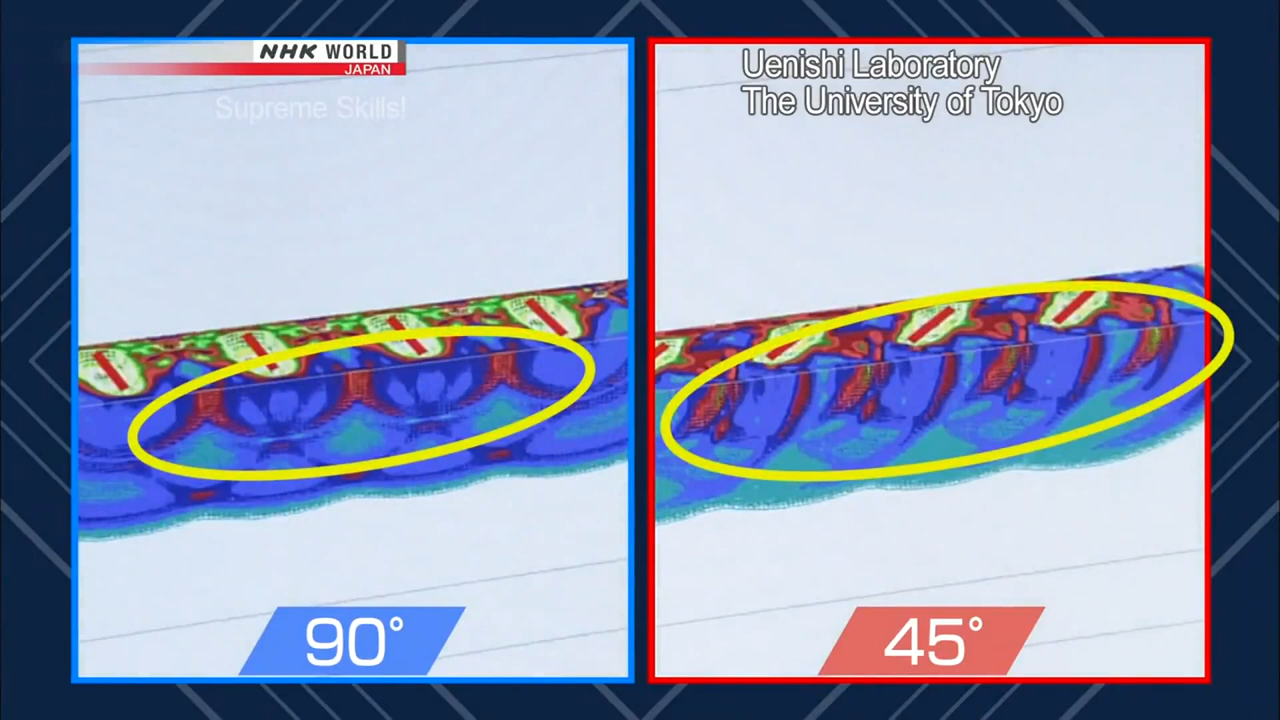 NHK WORLD
JAPAN
Supreme Skills!
Uenishi Laboratory
The University of Tokyo
90°
45°